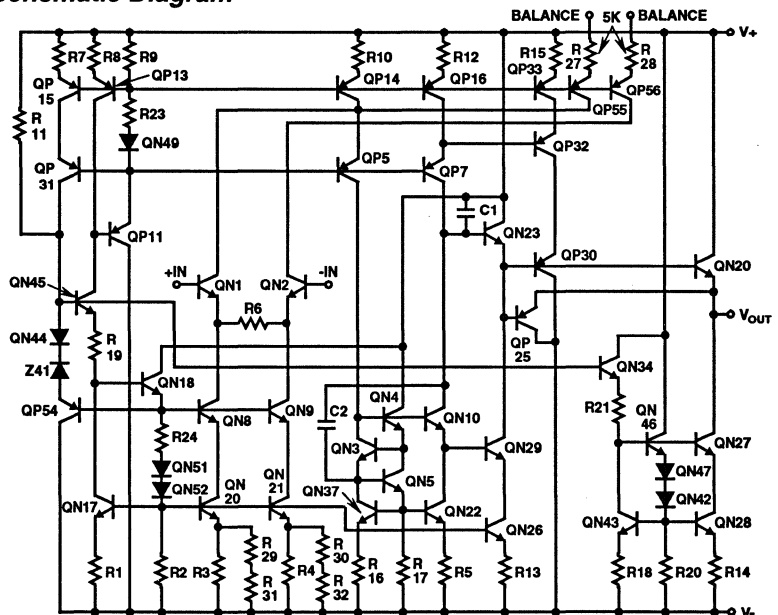 Schematic Diagram
BALANCE 5K BALANCE
V+
R7 R8 R9 R10 R12 R15 R 27 R 28
QP 15 QP13 QP14 QP16 QP33 QP56
QP55
R 11 R23
QN49 QP32
QP 31 QP5 QP7
C1
QP11 QN23
QN45 +IN QN1 QN2 -IN QP30 QN20
R6
VOUT
QN44 R 19 QP 25
Z41 QN18 QN34
QP54 QN8 QN9 C2 QN4 QN10 R21 QN 46 QN27
R24 QN3 QN29
QN51 QN5 QN47
QN52 QN 20 QN 21 QN37 QN42
QN17 QN22 QN26 QN43 QN28
R 29 R 30
R1 R2 R3 R4 R 16 R 17 R5 R13 R18 R20 R14
R 31 R 32
V-